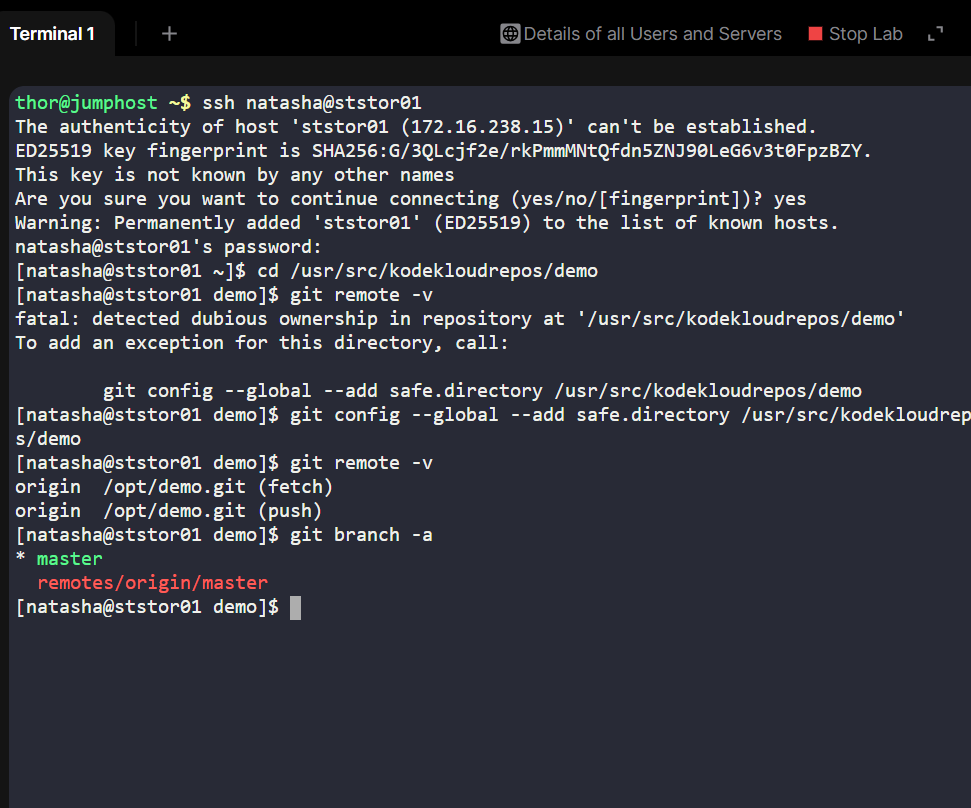 Terminal 1 +
Details of all Users and Servers Stop Lab
thor@jumphost ~$ ssh natasha@ststor01
The authenticity of host 'ststor01 (172.16.238.15)' can't be established.
ED25519 key fingerprint is SHA256:G/3QLcjf2e/rkPmmMNtQfdn5ZNJ90LeG6v3t0FpzBZY.
This key is not known by any other names
Are you sure you want to continue connecting (yes/no/[fingerprint])? yes
Warning: Permanently added 'ststor01' (ED25519) to the list of known hosts.
natasha@ststor01's password:
[natasha@ststor01 ~]$ cd /usr/src/kodekloudrepos/demo
[natasha@ststor01 demo]$ git remote -v
fatal: detected dubious ownership in repository at '/usr/src/kodekloudrepos/demo'
To add an exception for this directory, call:
git config --global --add safe.directory /usr/src/kodekloudrepos/demo
[natasha@ststor01 demo]$ git config --global --add safe.directory /usr/src/kodekloudrep
s/demo
[natasha@ststor01 demo]$ git remote -v
origin /opt/demo.git (fetch)
origin /opt/demo.git (push)
[natasha@ststor01 demo]$ git branch -a
* master
remotes/origin/master
[natasha@ststor01 demo]$